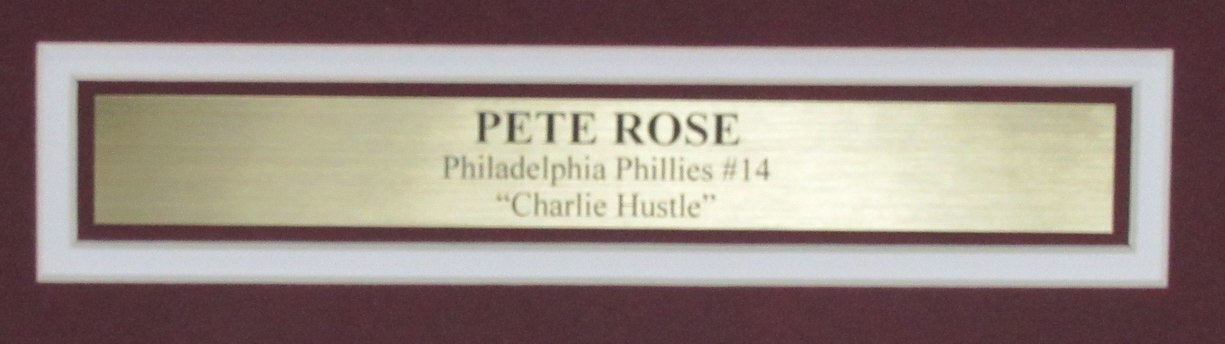 PETE ROSE
Philadelphia Phillies #14
“Charlie Hustle”